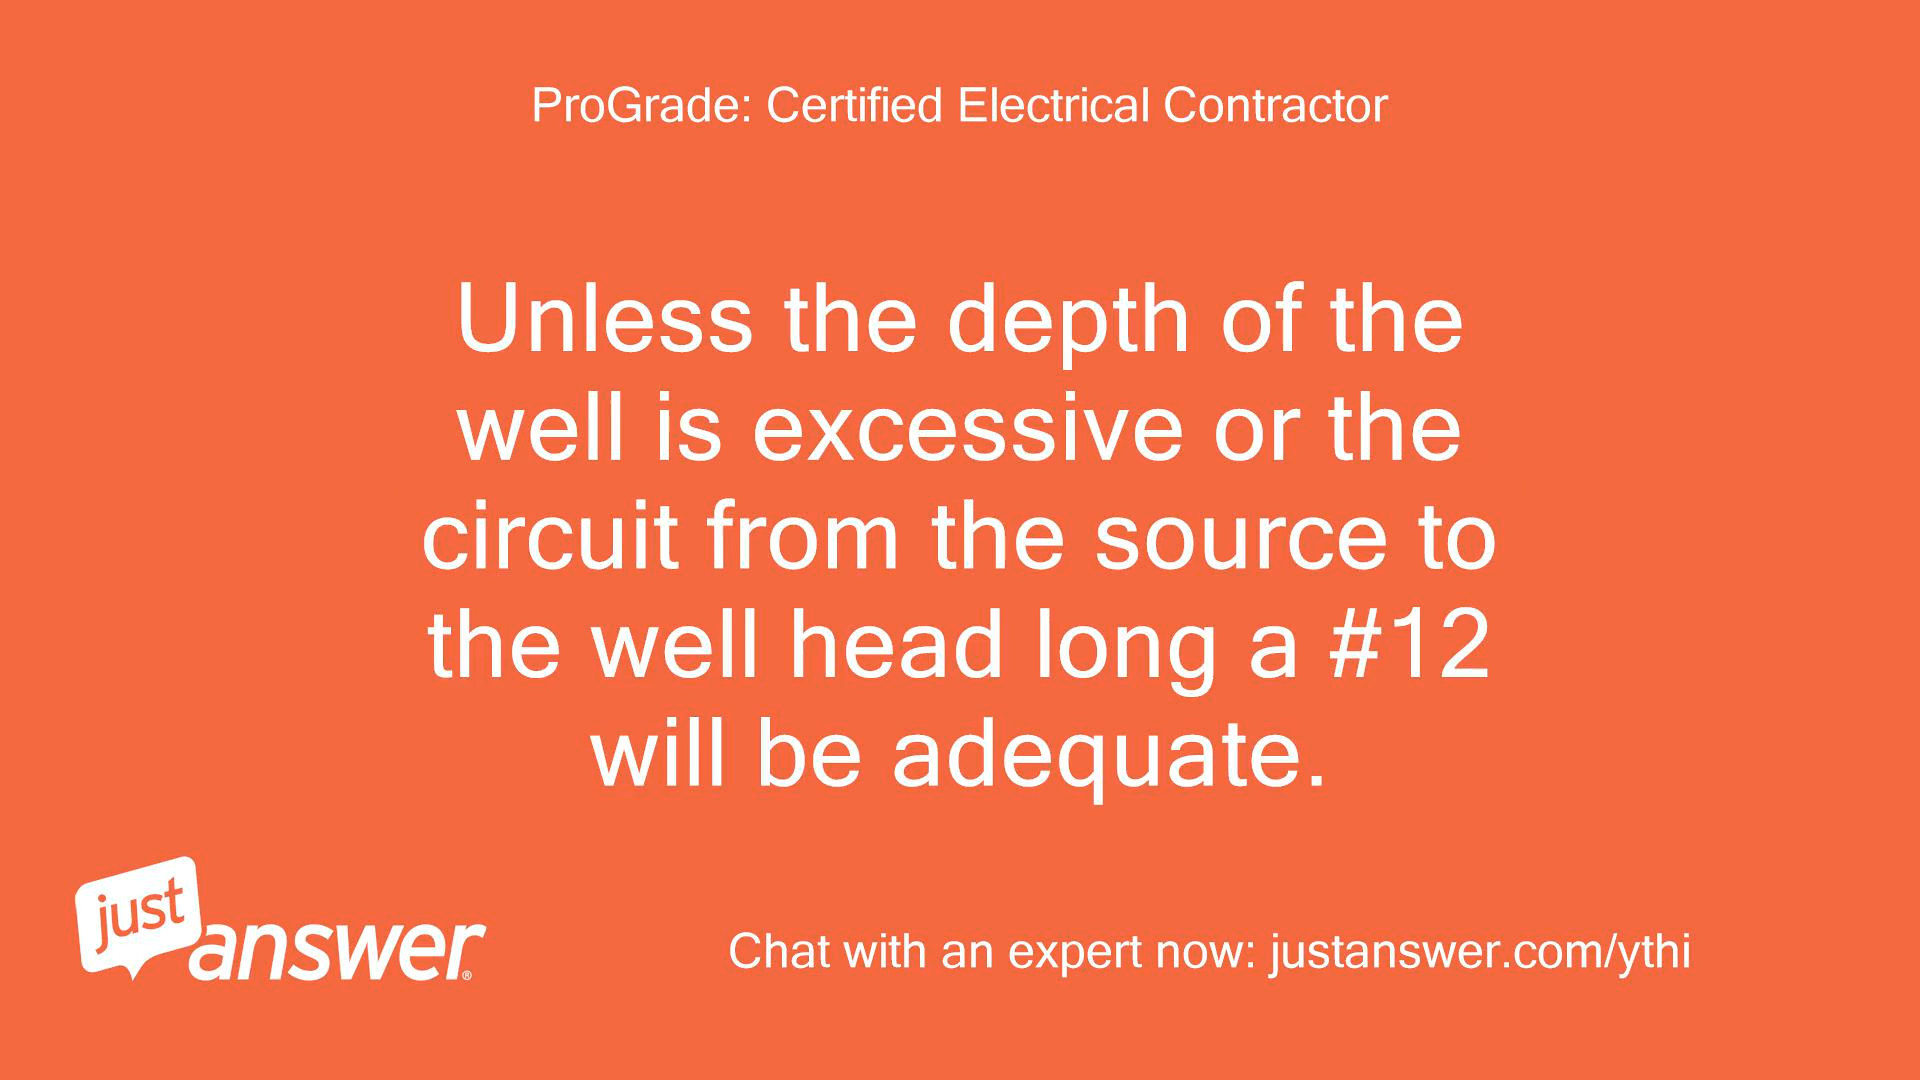 ProGrade: Certified Electrical Contractor
Unless the depth of the
well is excessive or the
circuit from the source to
the well head long a #12
will be adequate.
just
answer®
Chat with an expert now: justanswer.com/ythi